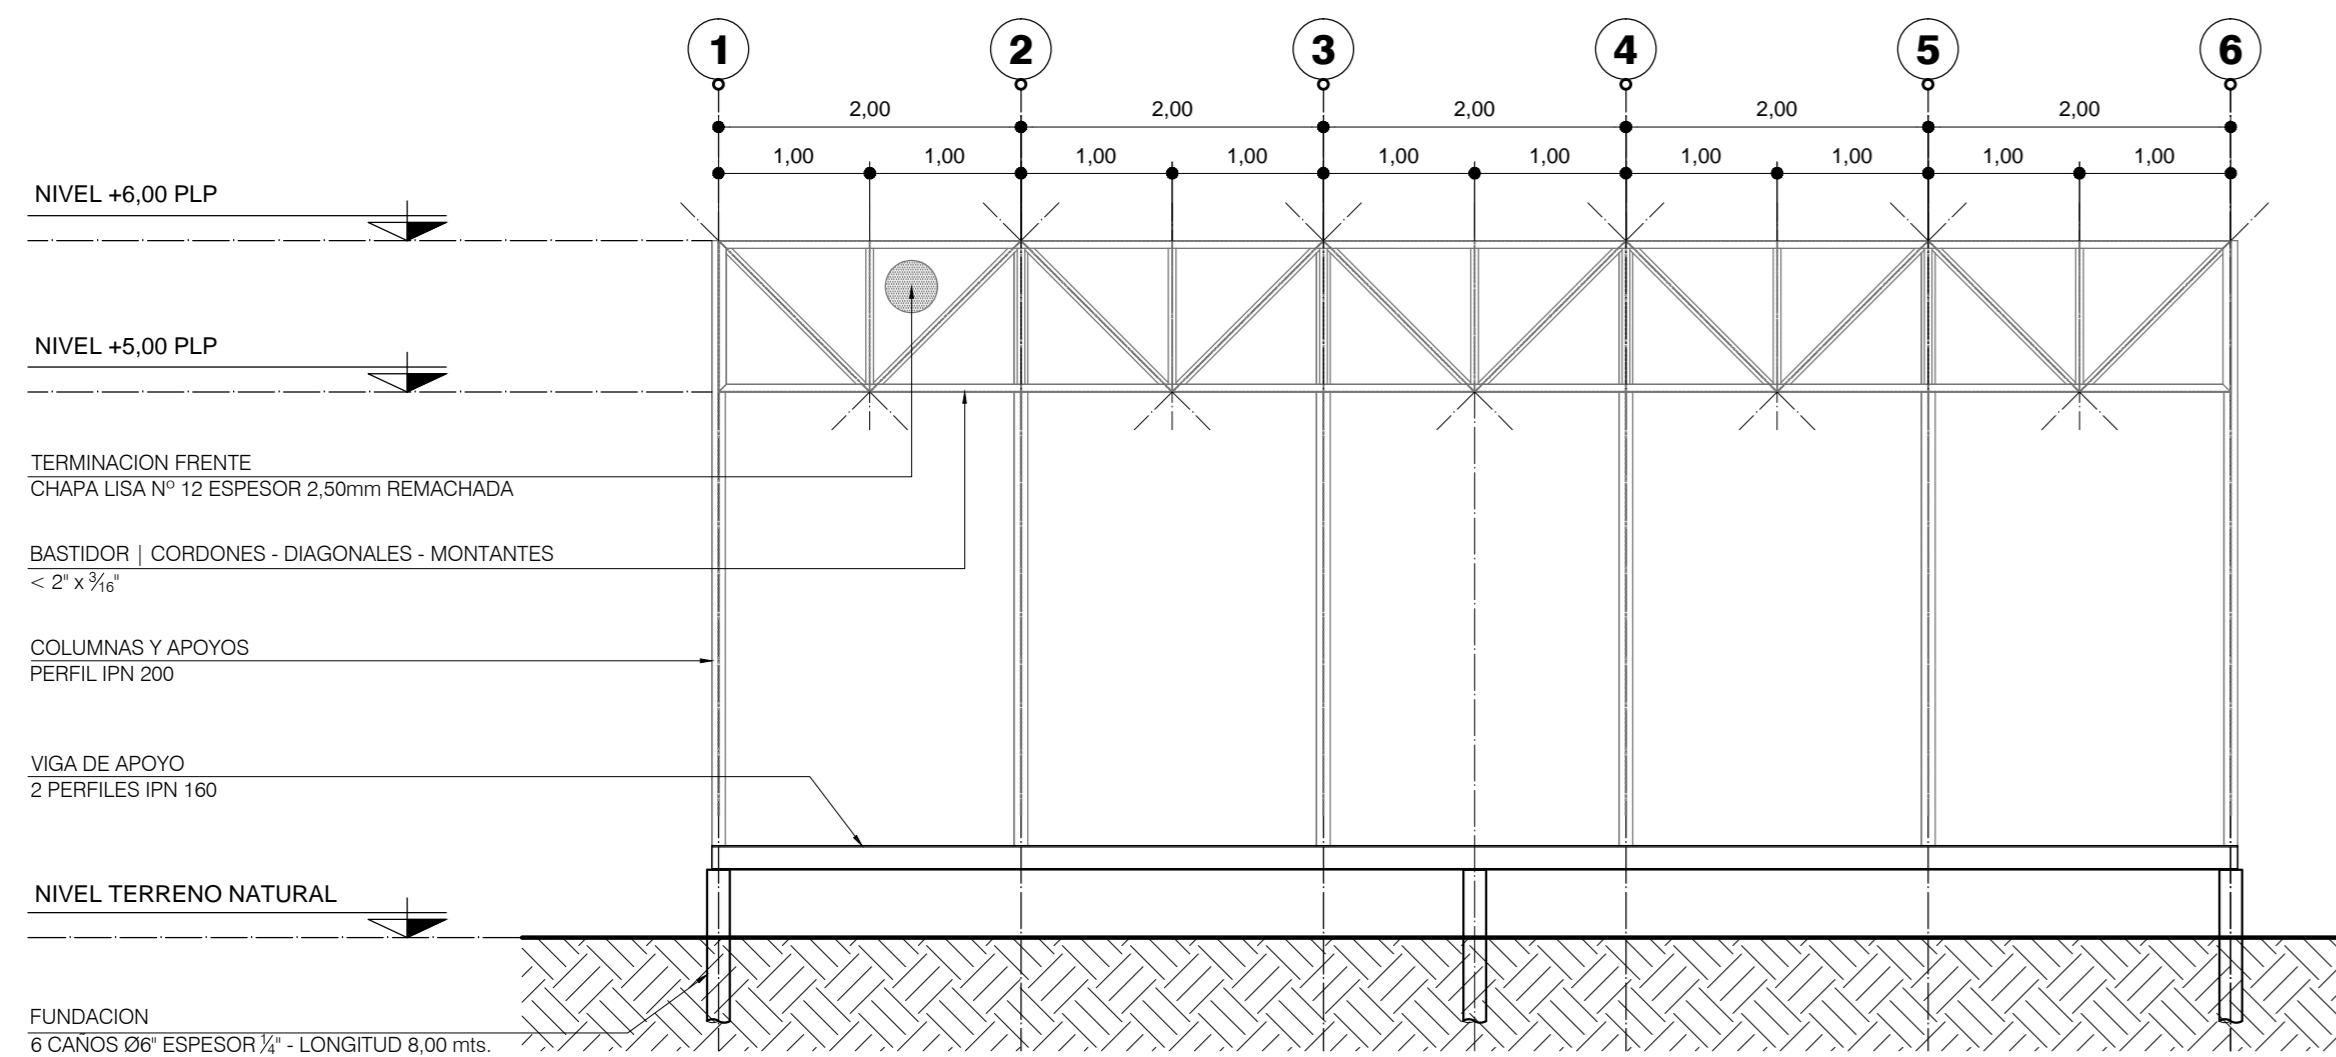 1 2 3 4 5 6
2,00 2,00 2,00 2,00 2,00
1,00 1,00 1,00 1,00 1,00 1,00 1,00 1,00 1,00 1,00
NIVEL +6,00 PLP
NIVEL +5,00 PLP
TERMINACION FRENTE
CHAPA LISA Nº 12 ESPESOR 2,50mm REMACHADA
BASTIDOR | CORDONES - DIAGONALES - MONTANTES
< 2" x 3/16"
COLUMNAS Y APOYOS
PERFIL IPN 200
VIGA DE APOYO
2 PERFILES IPN 160
NIVEL TERRENO NATURAL
FUNDACION
6 CAÑOS Ø6" ESPESOR 1/4" - LONGITUD 8,00 mts.